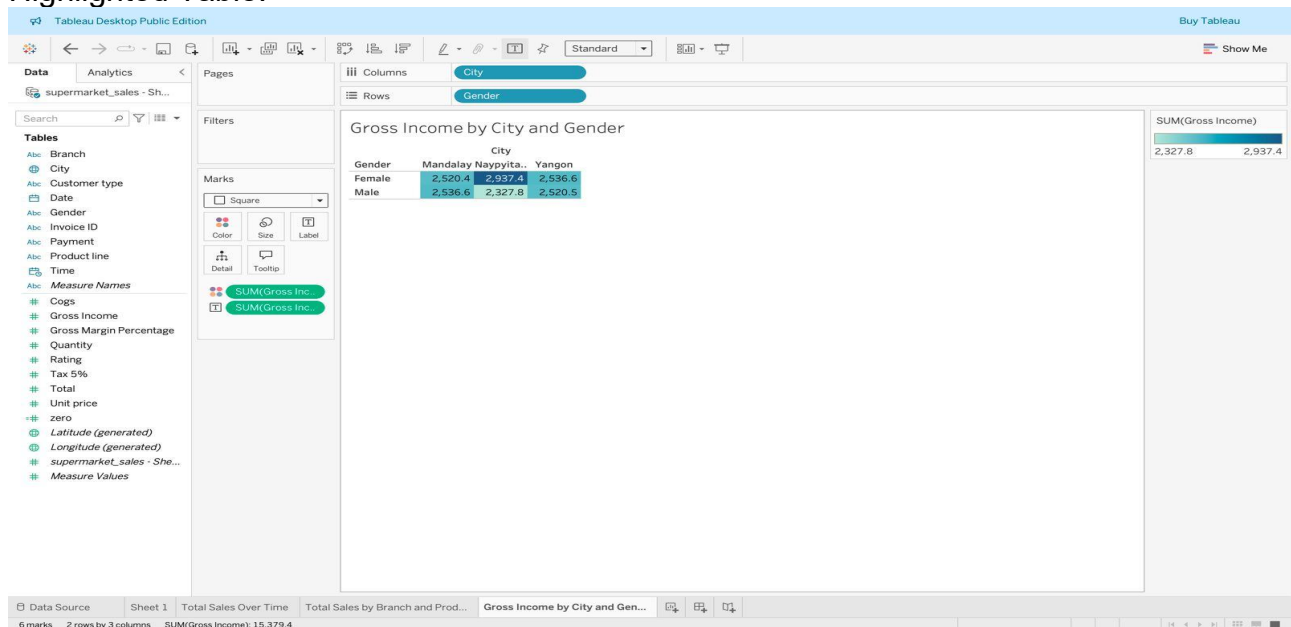 Highlighted Table:
Tableau Desktop Public Edition
Buy Tableau
Standard
Show Me
Data
Analytics
supermarket_sales - Sh...
Search
Tables
Abc Branch
City
Abc Customer type
Date
Abc Gender
Abc Invoice ID
Abc Payment
Abc Product line
Time
Abc Measure Names
# Cogs
# Gross Income
# Gross Margin Percentage
# Quantity
# Rating
# Tax 5%
# Total
# Unit price
=# zero
Latitude (generated)
Longitude (generated)
# supermarket_sales - She...
# Measure Values
Pages
Filters
Marks
Square
Color Size Label
Detail Tooltip
SUM(Gross Inc..
T SUM(Gross Inc..
Columns City
Rows Gender
Gross Income by City and Gender
City
Gender Mandalay Naypyita.. Yangon
Female 2,520.4 2,937.4 2,536.6
Male 2,536.6 2,327.8 2,520.5
SUM(Gross Income)
2,327.8 2,937.4
Data Source Sheet 1 Total Sales Over Time Total Sales by Branch and Prod... Gross Income by City and Gen...
6 marks 2 rows by 3 columns SUM(Gross Income): 15,379.4